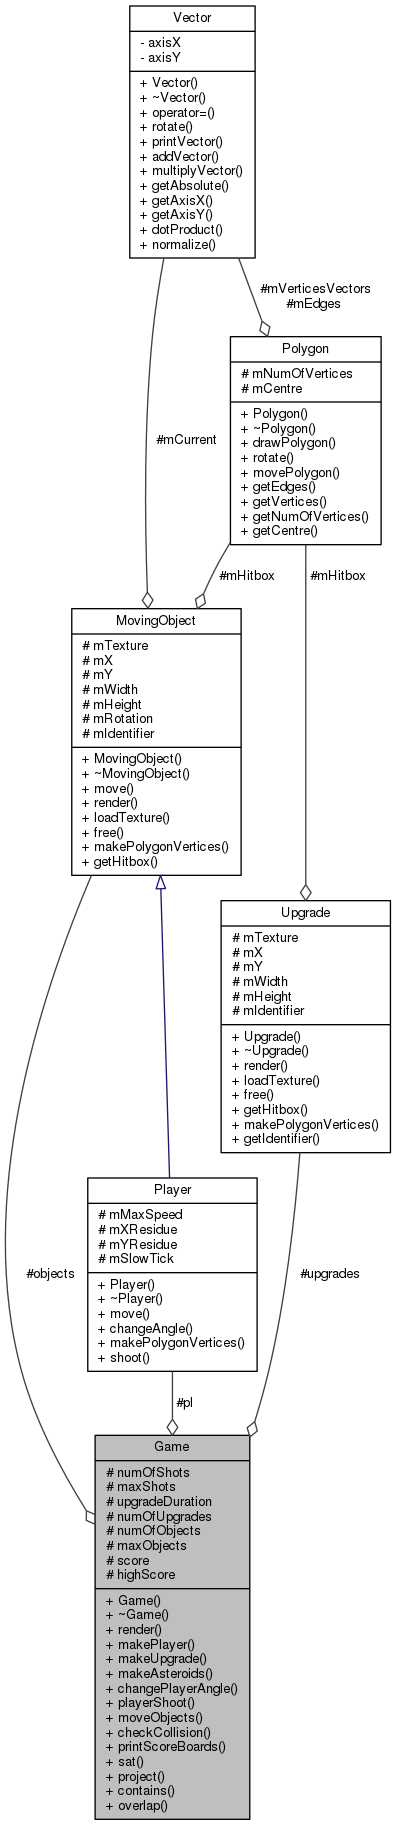 Vector
- axisX
- axisY
+ Vector()
+ ~Vector()
+ operator=()
+ rotate()
+ printVector()
+ addVector()
+ multiplyVector()
+ getAbsolute()
+ getAxisX()
+ getAxisY()
+ dotProduct()
+ normalize()
#mVerticesVectors
#mEdges
Polygon
# mNumOfVertices
# mCentre
+ Polygon()
+ ~Polygon()
+ drawPolygon()
+ rotate()
+ movePolygon()
+ getEdges()
+ getVertices()
+ getNumOfVertices()
+ getCentre()
#mCurrent
#mHitbox
#mHitbox
MovingObject
# mTexture
# mX
# mY
# mWidth
# mHeight
# mRotation
# mIdentifier
+ MovingObject()
+ ~MovingObject()
+ move()
+ render()
+ loadTexture()
+ free()
+ makePolygonVertices()
+ getHitbox()
Upgrade
# mTexture
# mX
# mY
# mWidth
# mHeight
# mIdentifier
+ Upgrade()
+ ~Upgrade()
+ render()
+ loadTexture()
+ free()
+ getHitbox()
+ makePolygonVertices()
+ getIdentifier()
Player
# mMaxSpeed
# mXResidue
# mYResidue
# mSlowTick
+ Player()
+ ~Player()
+ move()
+ changeAngle()
+ makePolygonVertices()
+ shoot()
#objects
#upgrades
#pl
Game
# numOfShots
# maxShots
# upgradeDuration
# numOfUpgrades
# numOfObjects
# maxObjects
# score
# highScore
+ Game()
+ ~Game()
+ render()
+ makePlayer()
+ makeUpgrade()
+ makeAsteroids()
+ changePlayerAngle()
+ playerShoot()
+ moveObjects()
+ checkCollision()
+ printScoreBoards()
+ sat()
+ project()
+ contains()
+ overlap()